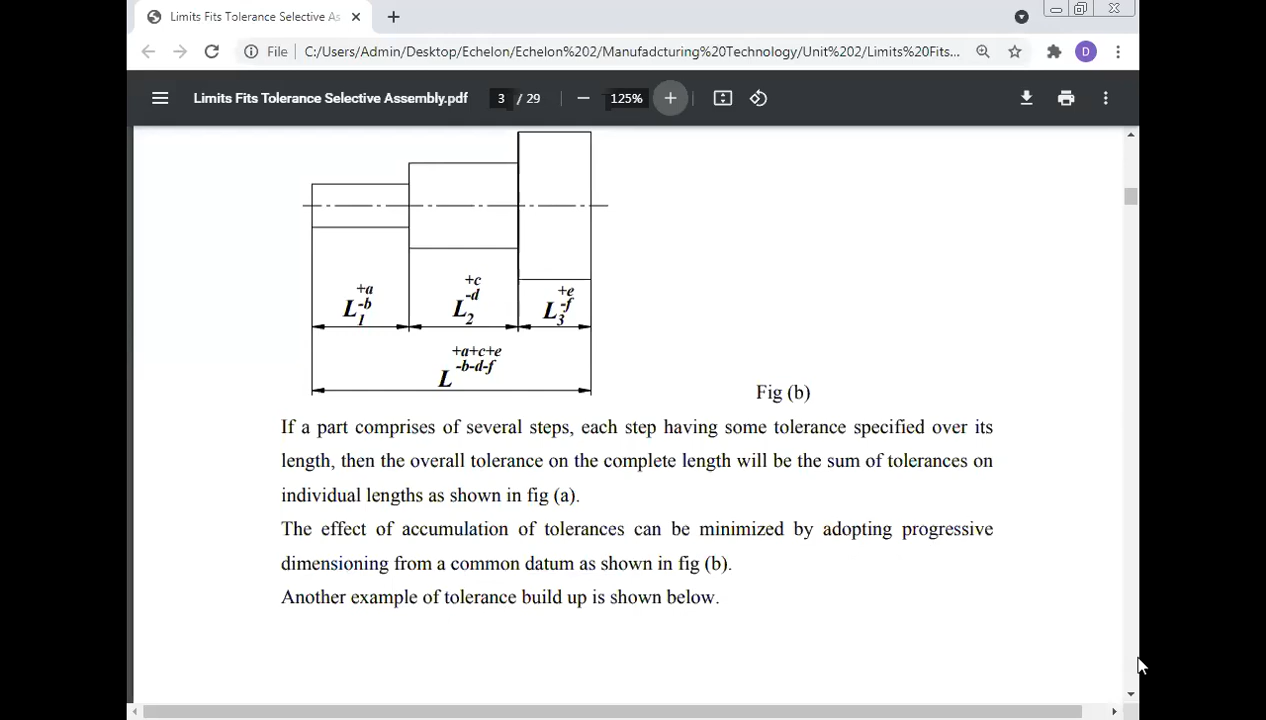 Limits Fits Tolerance Selective As
File C:/Users/Admin/Desktop/Echelon/Echelon%202/Manufadcturing%20Technology/Unit%202/Limits%20Fits... D
Limits Fits Tolerance Selective Assembly.pdf 3 / 29 125%
L1 +a -b L2 +c -d L3 +e -f
L +a+c+e -b-d-f
Fig (b)
If a part comprises of several steps, each step having some tolerance specified over its
length, then the overall tolerance on the complete length will be the sum of tolerances on
individual lengths as shown in fig (a).
The effect of accumulation of tolerances can be minimized by adopting progressive
dimensioning from a common datum as shown in fig (b).
Another example of tolerance build up is shown below.